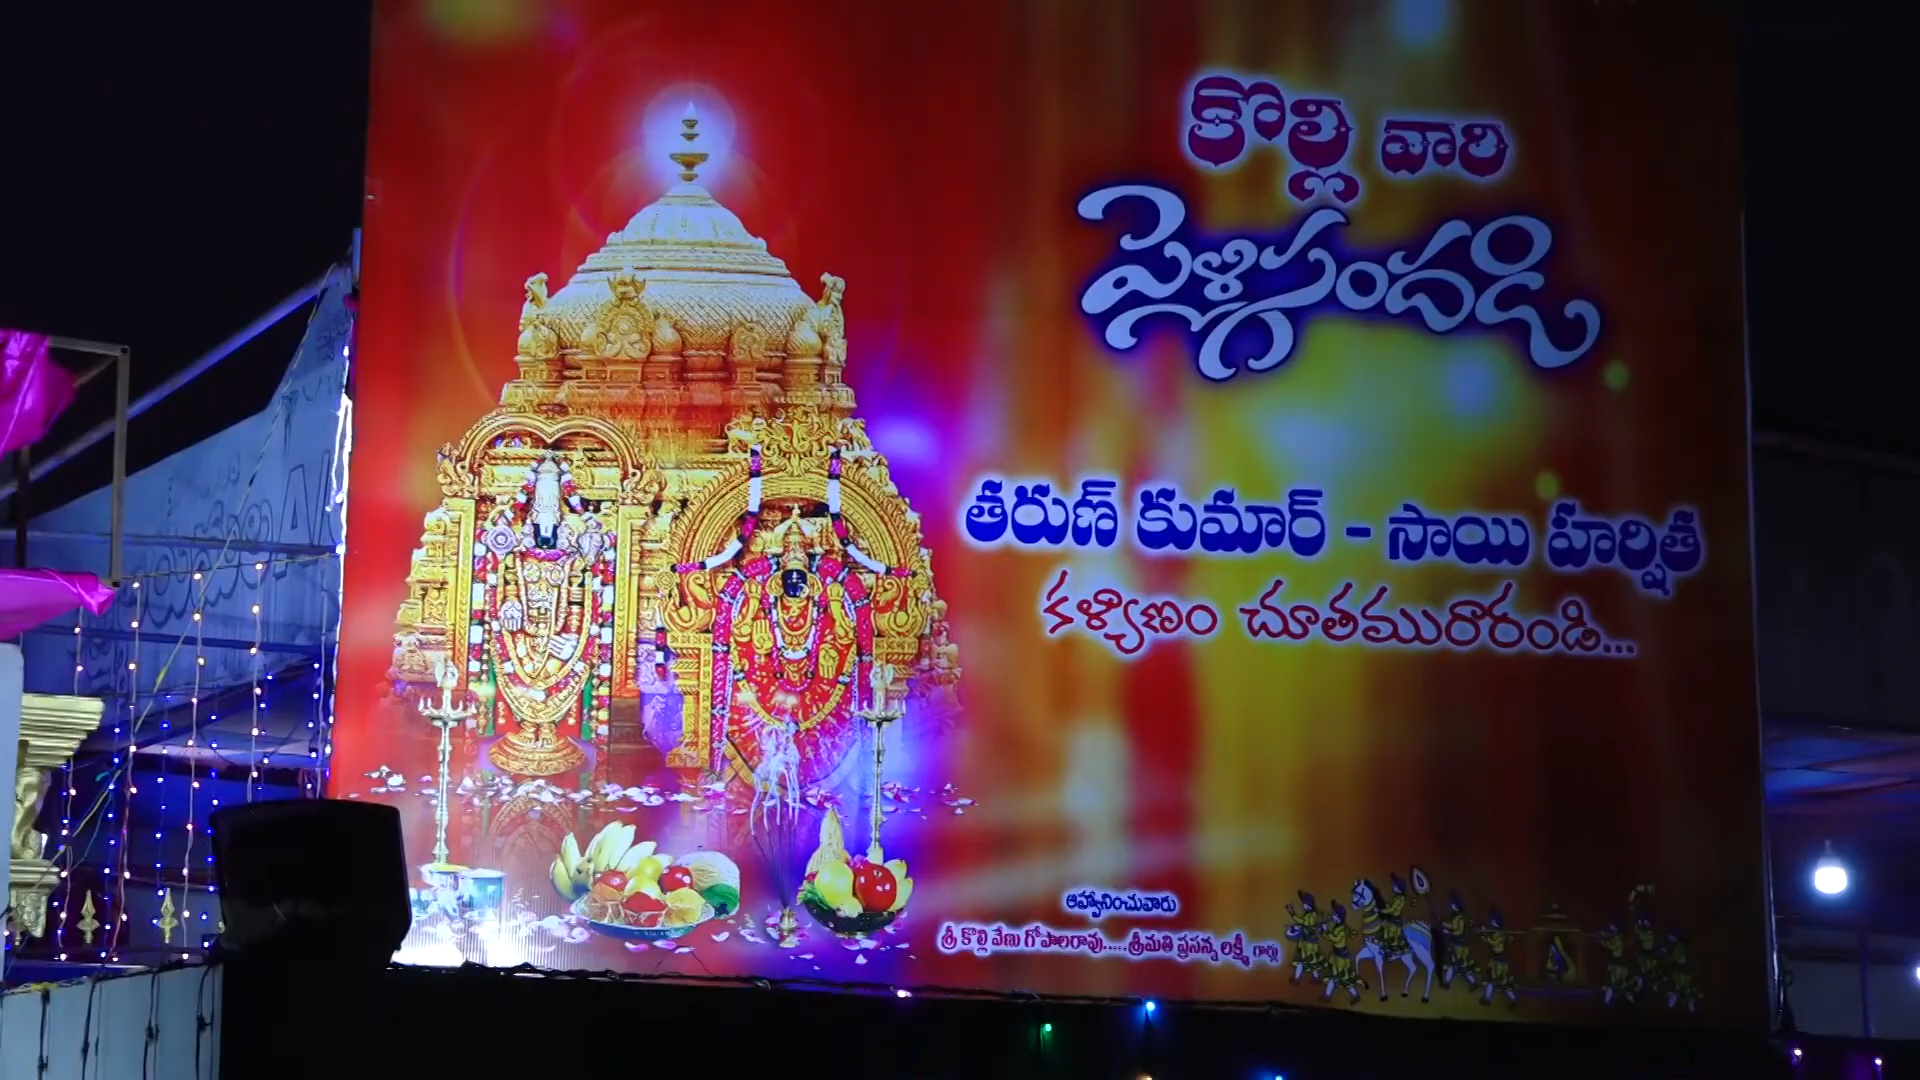 కొల్లి వారి
పెళ్లిసందడి
తరుణ్ కుమార్ - సాయి హర్షిత
కళ్యాణం చూతమురారండి...
ఆహ్వానించువారు
శ్రీ కొల్లి వేణు గోపాలరావు.....శ్రీమతి ప్రసన్న లక్ష్మీ గార్లు